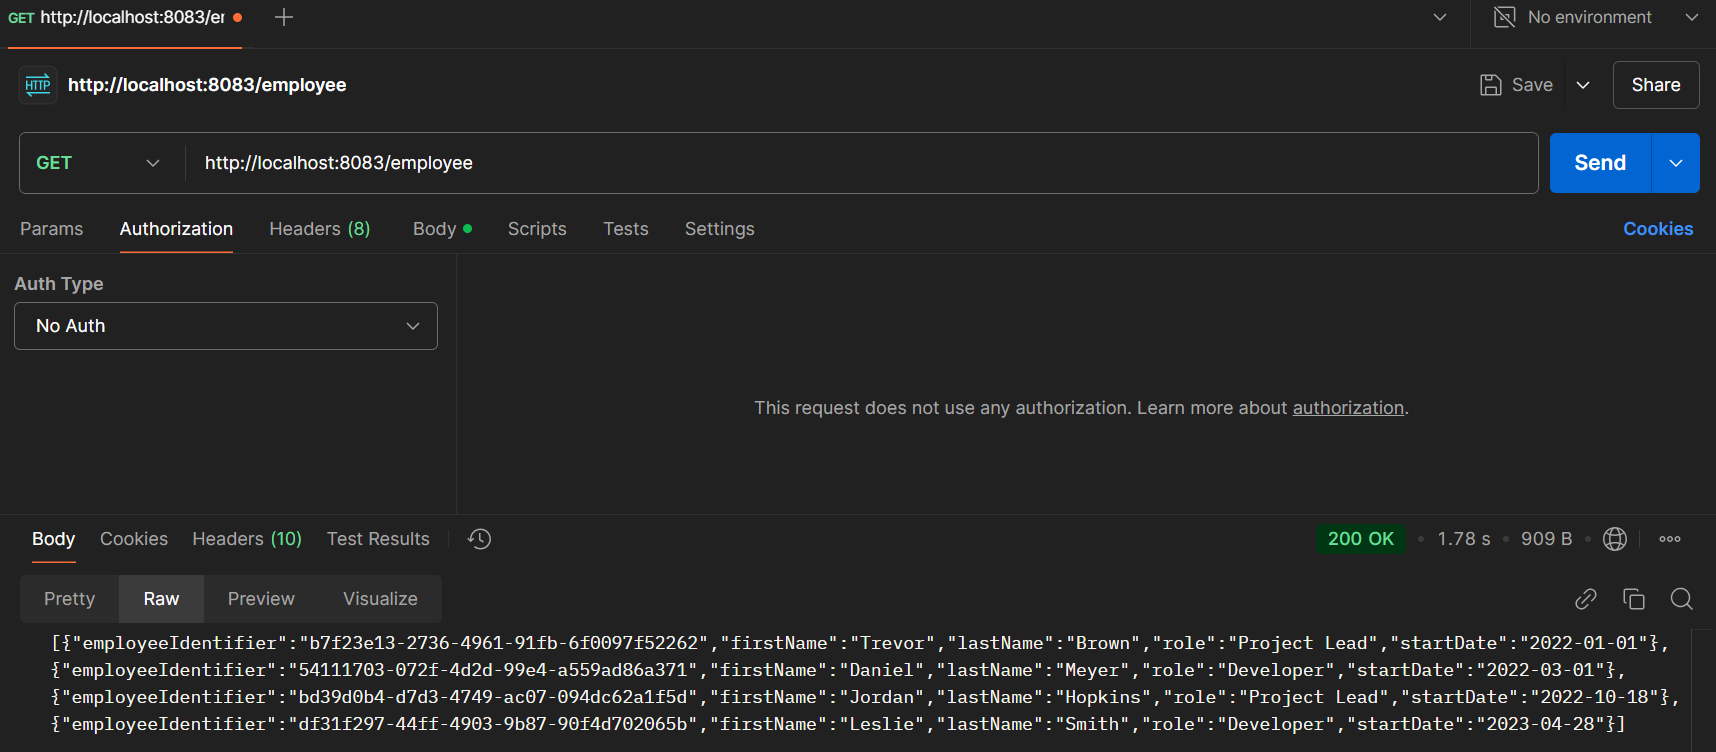 GET http://localhost:8083/er
No environment
HTTP http://localhost:8083/employee
Save
Share
GET
http://localhost:8083/employee
Send
Params Authorization Headers (8) Body Scripts Tests Settings Cookies
Auth Type
No Auth
This request does not use any authorization. Learn more about authorization.
Body Cookies Headers (10) Test Results 200 OK 1.78 s 909 B
Pretty Raw Preview Visualize
[{"employeeIdentifier":"b7f23e13-2736-4961-91fb-6f0097f52262","firstName":"Trevor","lastName":"Brown","role":"Project Lead","startDate":"2022-01-01"},
{"employeeIdentifier":"54111703-072f-4d2d-99e4-a559ad86a371","firstName":"Daniel","lastName":"Meyer","role":"Developer","startDate":"2022-03-01"},
{"employeeIdentifier":"bd39d0b4-d7d3-4749-ac07-094dc62a1f5d","firstName":"Jordan","lastName":"Hopkins","role":"Project Lead","startDate":"2022-10-18"},
{"employeeIdentifier":"df31f297-44ff-4903-9b87-90f4d702065b","firstName":"Leslie","lastName":"Smith","role":"Developer","startDate":"2023-04-28"}]